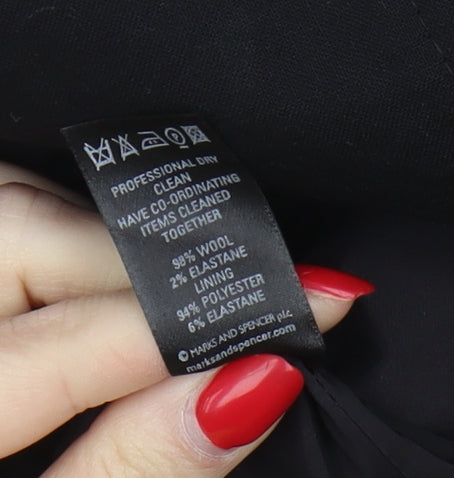 PROFESSIONAL DRY
CLEAN
HAVE CO-ORDINATING
ITEMS CLEANED
TOGETHER
98% WOOL
2% ELASTANE
LINING
94% POLYESTER
6% ELASTANE
© MARKS AND SPENCER plc
marksandspencer.com